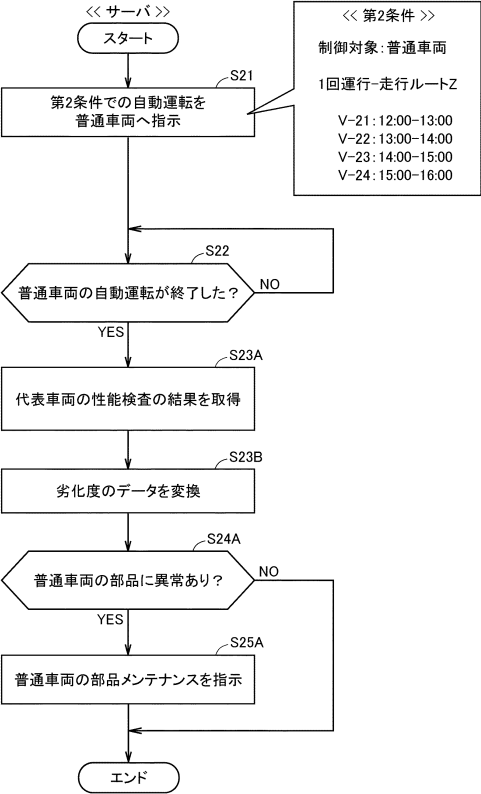 << サーバ >>
スタート
S21
第2条件での自動運転を
普通車両へ指示
<< 第2条件 >>
制御対象：普通車両
1回運行−走行ルートZ
V−21：12:00−13:00
V−22：13:00−14:00
V−23：14:00−15:00
V−24：15:00−16:00
S22
普通車両の自動運転が終了した？
NO
YES
S23A
代表車両の性能検査の結果を取得
S23B
劣化度のデータを変換
S24A
普通車両の部品に異常あり？
NO
YES
S25A
普通車両の部品メンテナンスを指示
エンド